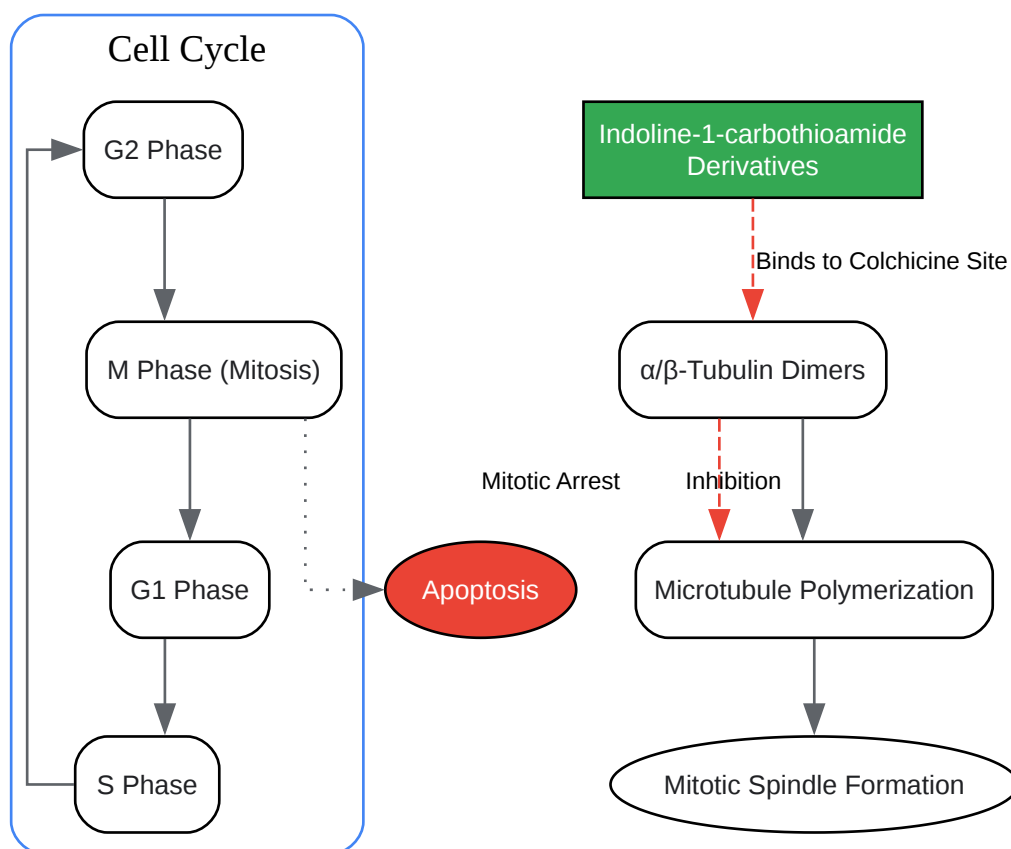 Cell Cycle
G2 Phase
M Phase (Mitosis)
G1 Phase
S Phase
Mitotic Arrest
Apoptosis
Indoline-1-carbothioamide
Derivatives
Binds to Colchicine Site
α/β-Tubulin Dimers
Inhibition
Microtubule Polymerization
Mitotic Spindle Formation